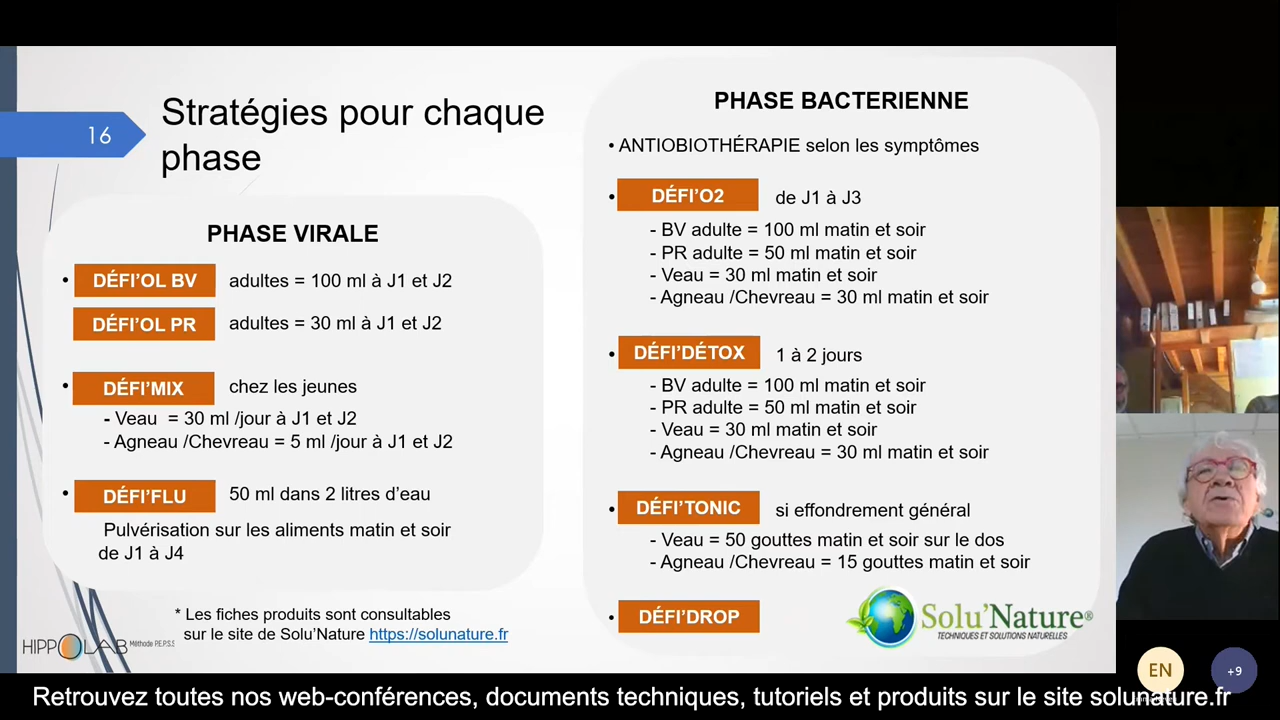 16
Stratégies pour chaque
phase
PHASE VIRALE
• DÉFI'OL BV adultes = 100 ml à J1 et J2
DÉFI'OL PR adultes = 30 ml à J1 et J2
• DÉFI'MIX chez les jeunes
- Veau = 30 ml /jour à J1 et J2
- Agneau /Chevreau = 5 ml /jour à J1 et J2
• DÉFI'FLU 50 ml dans 2 litres d'eau
Pulvérisation sur les aliments matin et soir
de J1 à J4
* Les fiches produits sont consultables
sur le site de Solu'Nature https://solunature.fr
HIPPOLAB Méthode P.E.P.S.S
PHASE BACTERIENNE
• ANTIOBIOTHÉRAPIE selon les symptômes
• DÉFI'O2 de J1 à J3
- BV adulte = 100 ml matin et soir
- PR adulte = 50 ml matin et soir
- Veau = 30 ml matin et soir
- Agneau /Chevreau = 30 ml matin et soir
• DÉFI'DÉTOX 1 à 2 jours
- BV adulte = 100 ml matin et soir
- PR adulte = 50 ml matin et soir
- Veau = 30 ml matin et soir
- Agneau /Chevreau = 30 ml matin et soir
• DÉFI'TONIC si effondrement général
- Veau = 50 gouttes matin et soir sur le dos
- Agneau /Chevreau = 15 gouttes matin et soir
• DÉFI'DROP
Solu'Nature®
TECHNIQUES ET SOLUTIONS NATURELLES
EN
+9
Retrouvez toutes nos web-conférences, documents techniques, tutoriels et produits sur le site solunature.fr